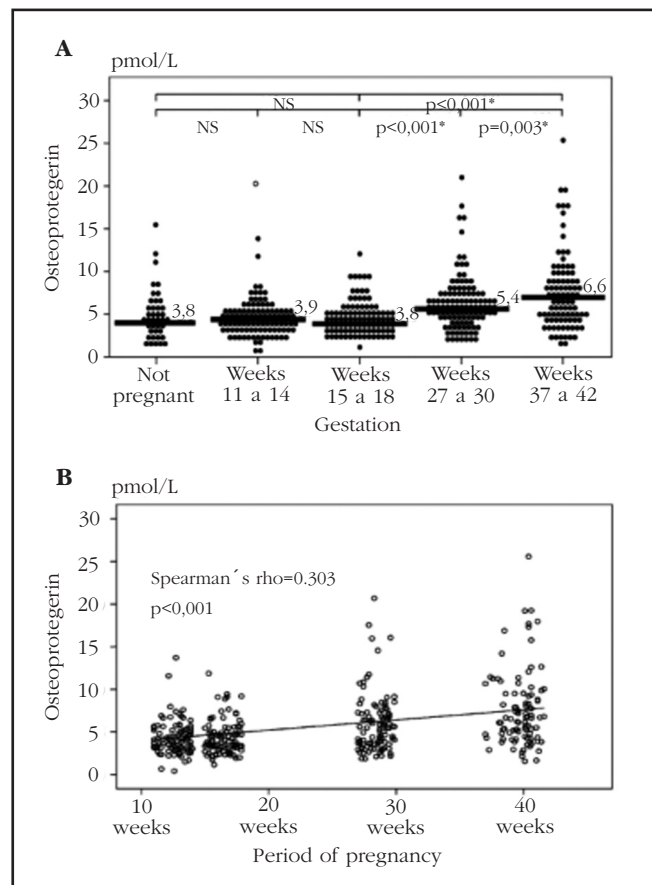 A
pmol/L
30
NS
p<0,001*
NS
NS
p<0,001*
p=0,003*
25
20
15
10
5
0
Osteoprotegerin
3,8
3,9
3,8
5,4
6,6
Not
pregnant
Weeks
11 a 14
Weeks
15 a 18
Weeks
27 a 30
Weeks
37 a 42
Gestation
B
pmol/L
30
25
20
15
10
5
0
Osteoprotegerin
Spearman´s rho=0.303
p<0,001
10
weeks
20
weeks
30
weeks
40
weeks
Period of pregnancy